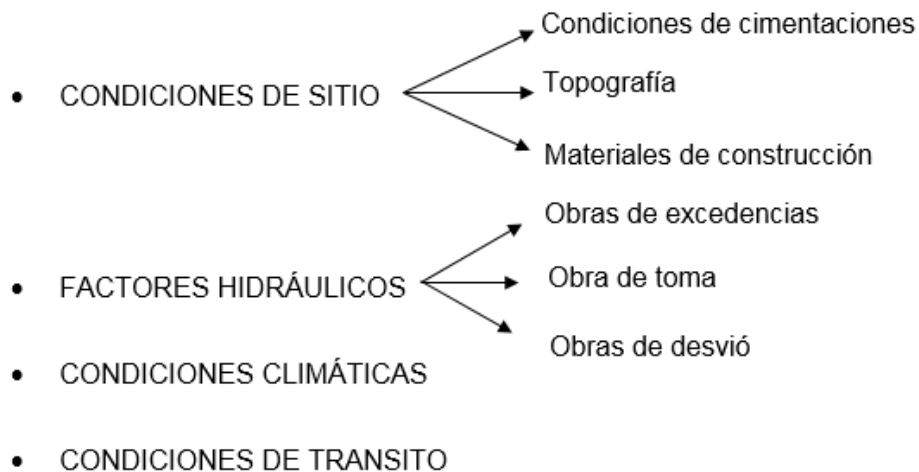 • CONDICIONES DE SITIO
Condiciones de cimentaciones
Topografía
Materiales de construcción
• FACTORES HIDRÁULICOS
Obras de excedencias
Obra de toma
Obras de desvió
• CONDICIONES CLIMÁTICAS
• CONDICIONES DE TRANSITO